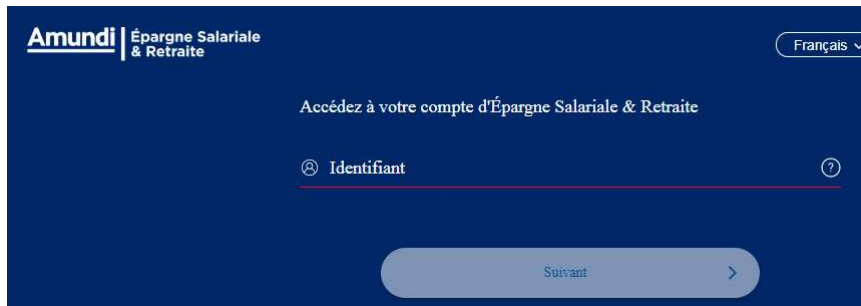 Amundi
Épargne Salariale
& Retraite
Français
Accédez à votre compte d'Épargne Salariale & Retraite
Identifiant
?
Suivant